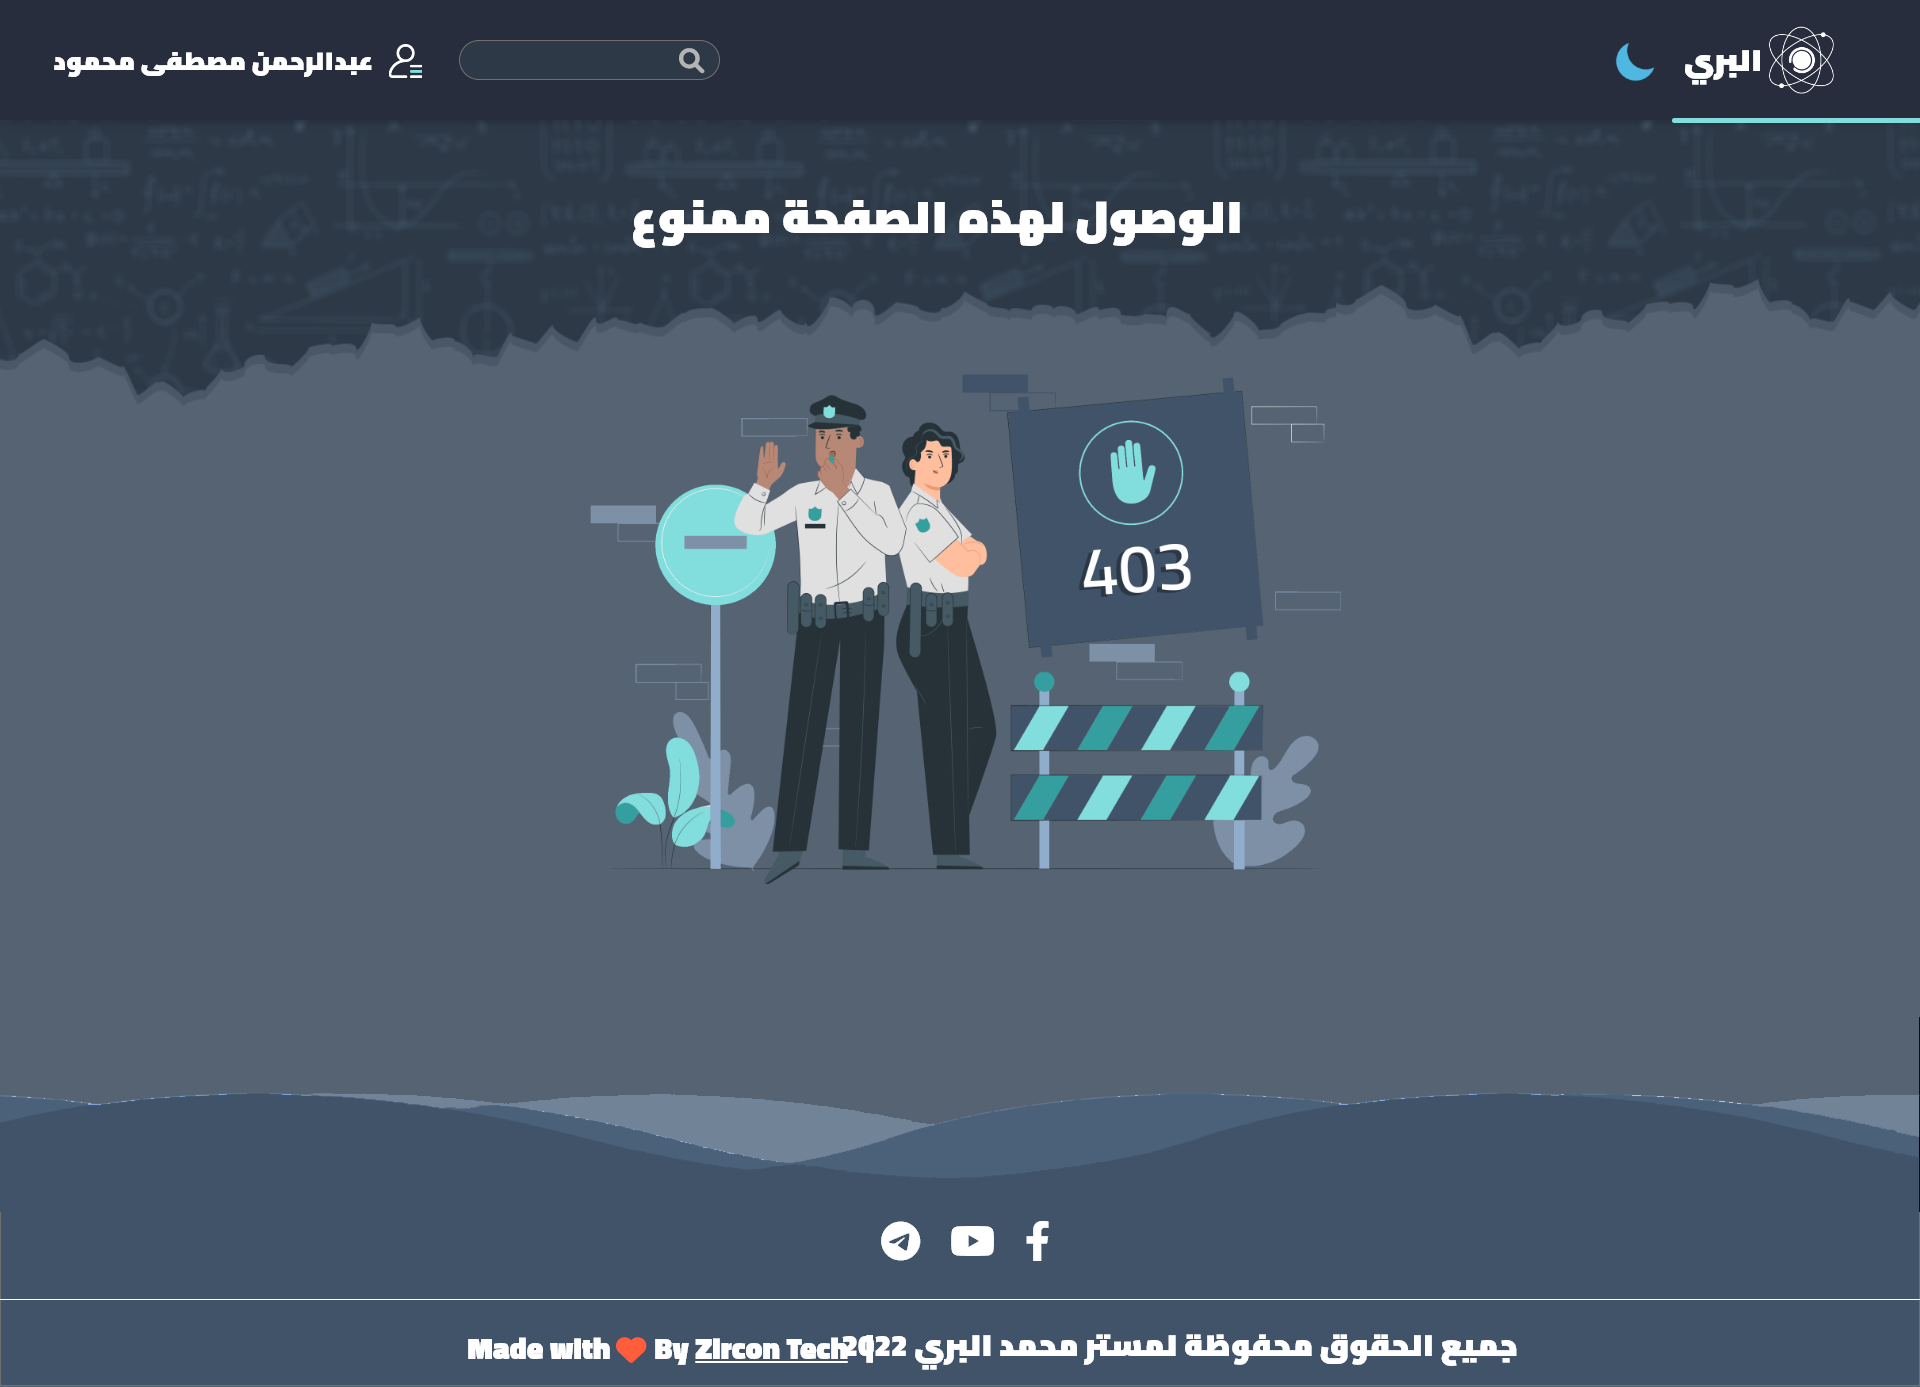 البري
عبدالرحمن مصطفى محمود
الوصول لهذه الصفحة ممنوع
403
جميع الحقوق محفوظة لمستر محمد البري 2022
Made with By Zircon Tech